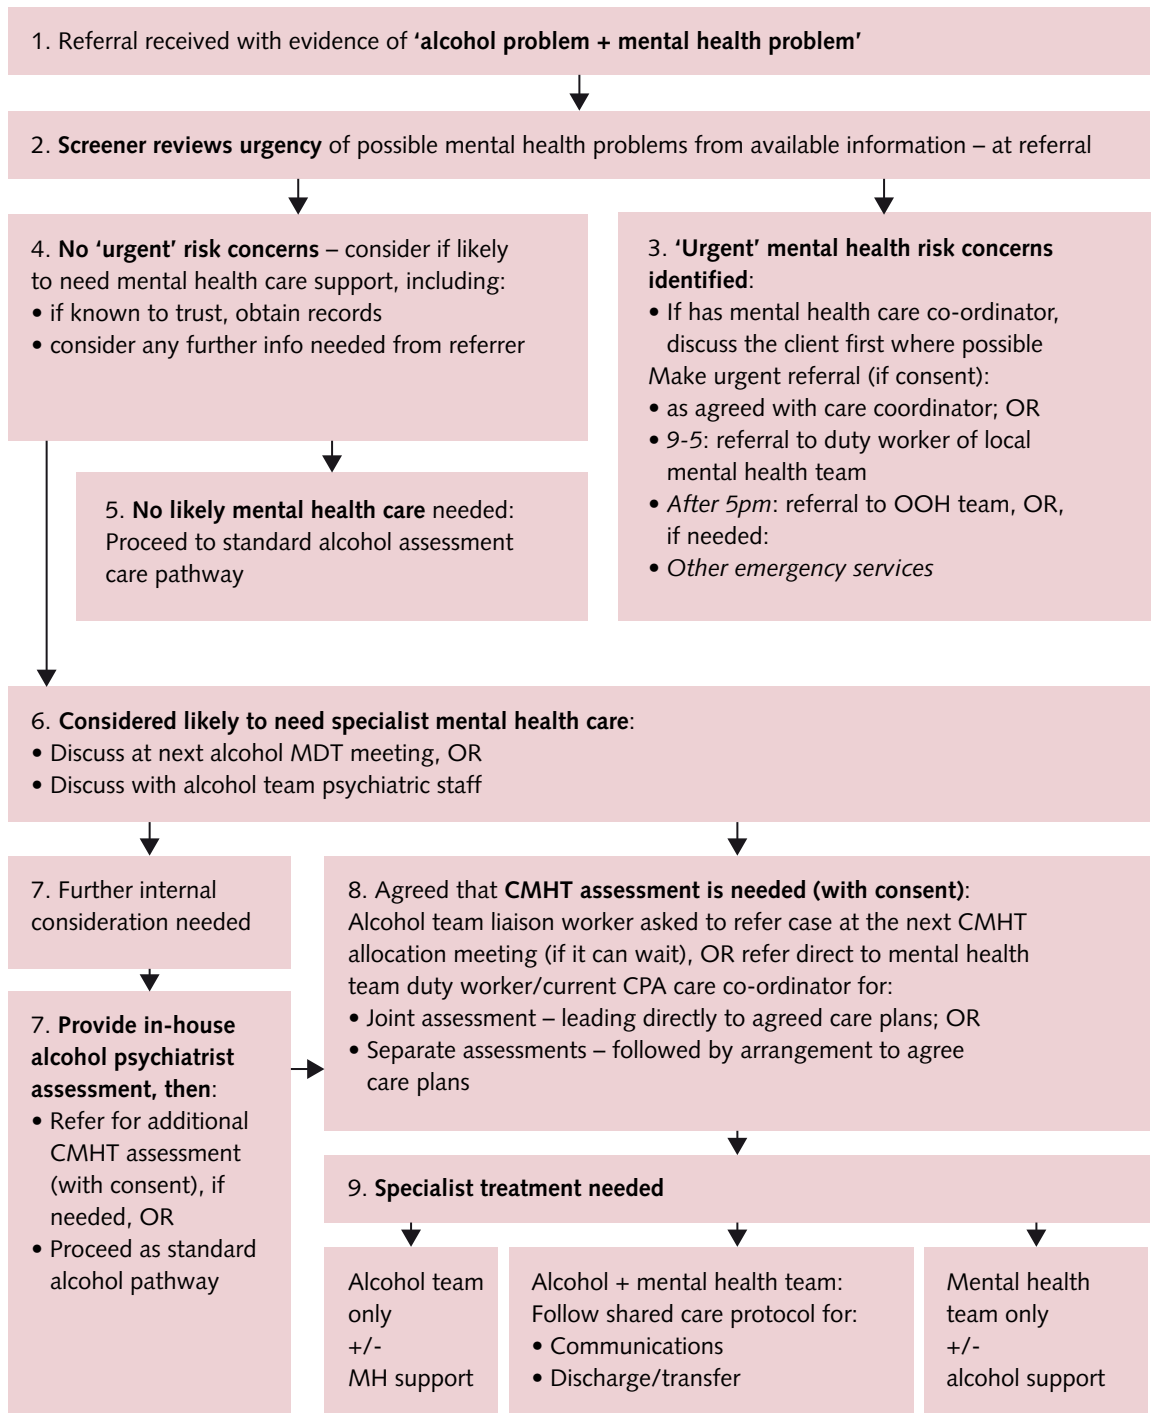 1. Referral received with evidence of ‘alcohol problem + mental health problem’
2. Screener reviews urgency of possible mental health problems from available information – at referral
4. No ‘urgent’ risk concerns – consider if likely
to need mental health care support, including:
• if known to trust, obtain records
• consider any further info needed from referrer
3. ‘Urgent’ mental health risk concerns
identified:
• If has mental health care co-ordinator,
discuss the client first where possible
Make urgent referral (if consent):
• as agreed with care coordinator; OR
• 9-5: referral to duty worker of local
mental health team
• After 5pm: referral to OOH team, OR,
if needed:
• Other emergency services
5. No likely mental health care needed:
Proceed to standard alcohol assessment
care pathway
6. Considered likely to need specialist mental health care:
• Discuss at next alcohol MDT meeting, OR
• Discuss with alcohol team psychiatric staff
7. Further internal
consideration needed
7. Provide in-house
alcohol psychiatrist
assessment, then:
• Refer for additional
CMHT assessment
(with consent), if
needed, OR
• Proceed as standard
alcohol pathway
8. Agreed that CMHT assessment is needed (with consent):
Alcohol team liaison worker asked to refer case at the next CMHT
allocation meeting (if it can wait), OR refer direct to mental health
team duty worker/current CPA care co-ordinator for:
• Joint assessment – leading directly to agreed care plans; OR
• Separate assessments – followed by arrangement to agree
care plans
9. Specialist treatment needed
Alcohol team
only
+/-
MH support
Alcohol + mental health team:
Follow shared care protocol for:
• Communications
• Discharge/transfer
Mental health
team only
+/-
alcohol support